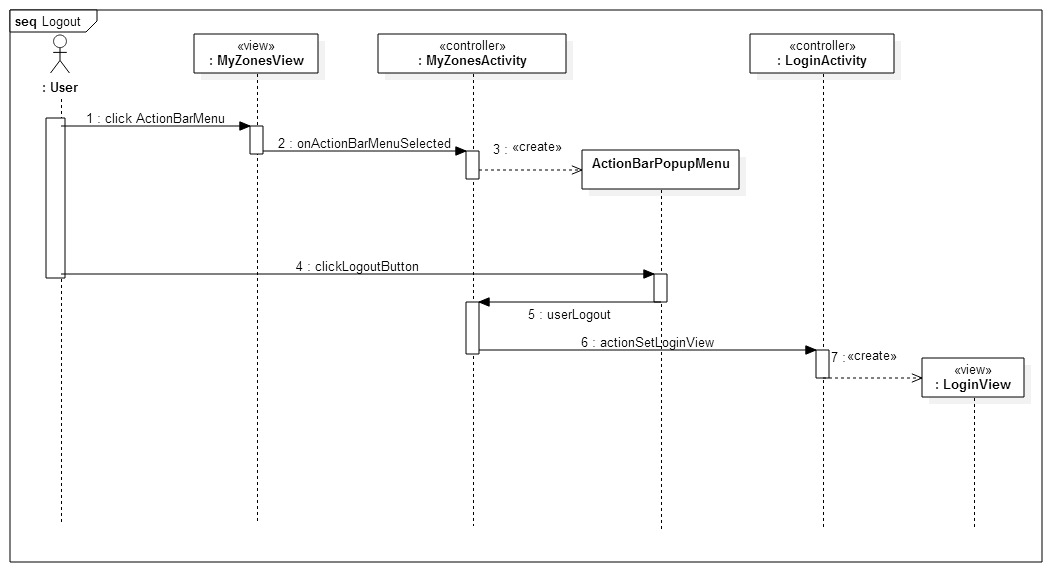 seq Logout
«view»
: MyZonesView
«controller»
: MyZonesActivity
«controller»
: LoginActivity
: User
1 : click ActionBarMenu
2 : onActionBarMenuSelected
3 : «create»
ActionBarPopupMenu
4 : clickLogoutButton
5 : userLogout
6 : actionSetLoginView
7 : «create»
«view»
: LoginView